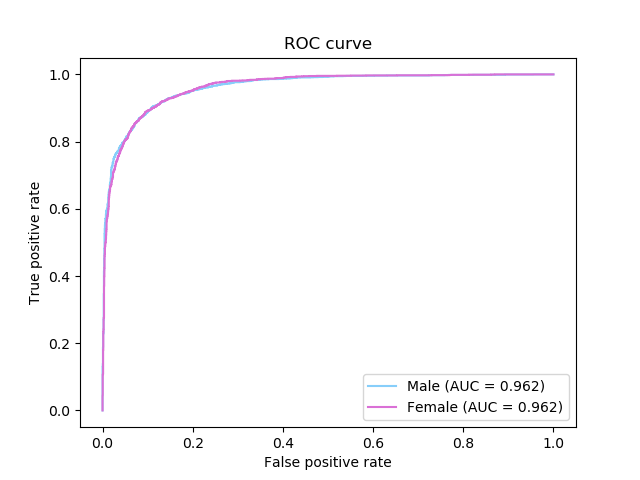 ROC curve
True positive rate
1.0
0.8
0.6
0.4
0.2
0.0
Male (AUC = 0.962)
Female (AUC = 0.962)
0.0 0.2 0.4 0.6 0.8 1.0
False positive rate